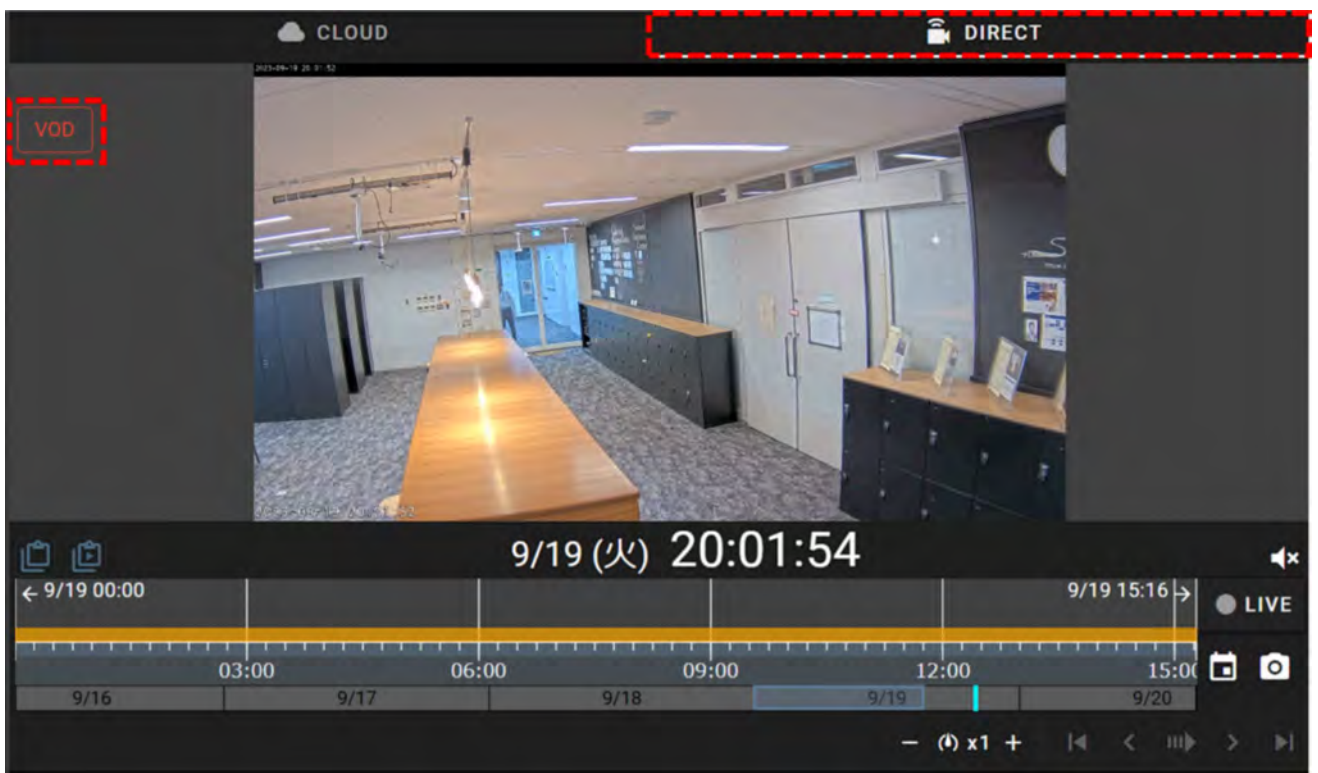 CLOUD
DIRECT
VOD
9/19 (火) 20:01:54
9/19 00:00
9/19 15:16
LIVE
03:00 06:00 09:00 12:00 15:00
9/16 9/17 9/18 9/19 9/20
x1